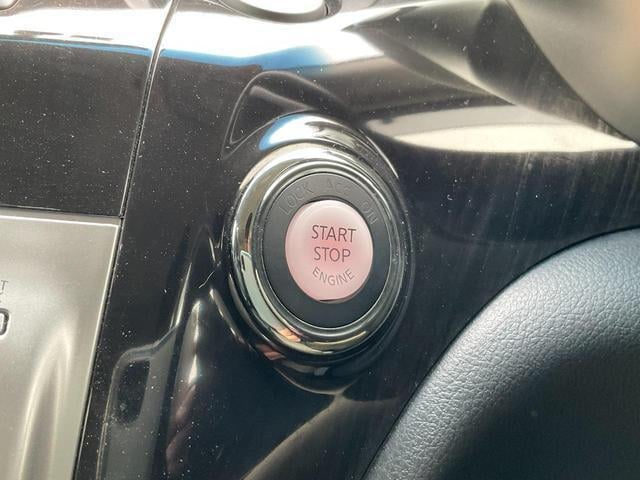 LOCK ACC ON
START
STOP
ENGINE